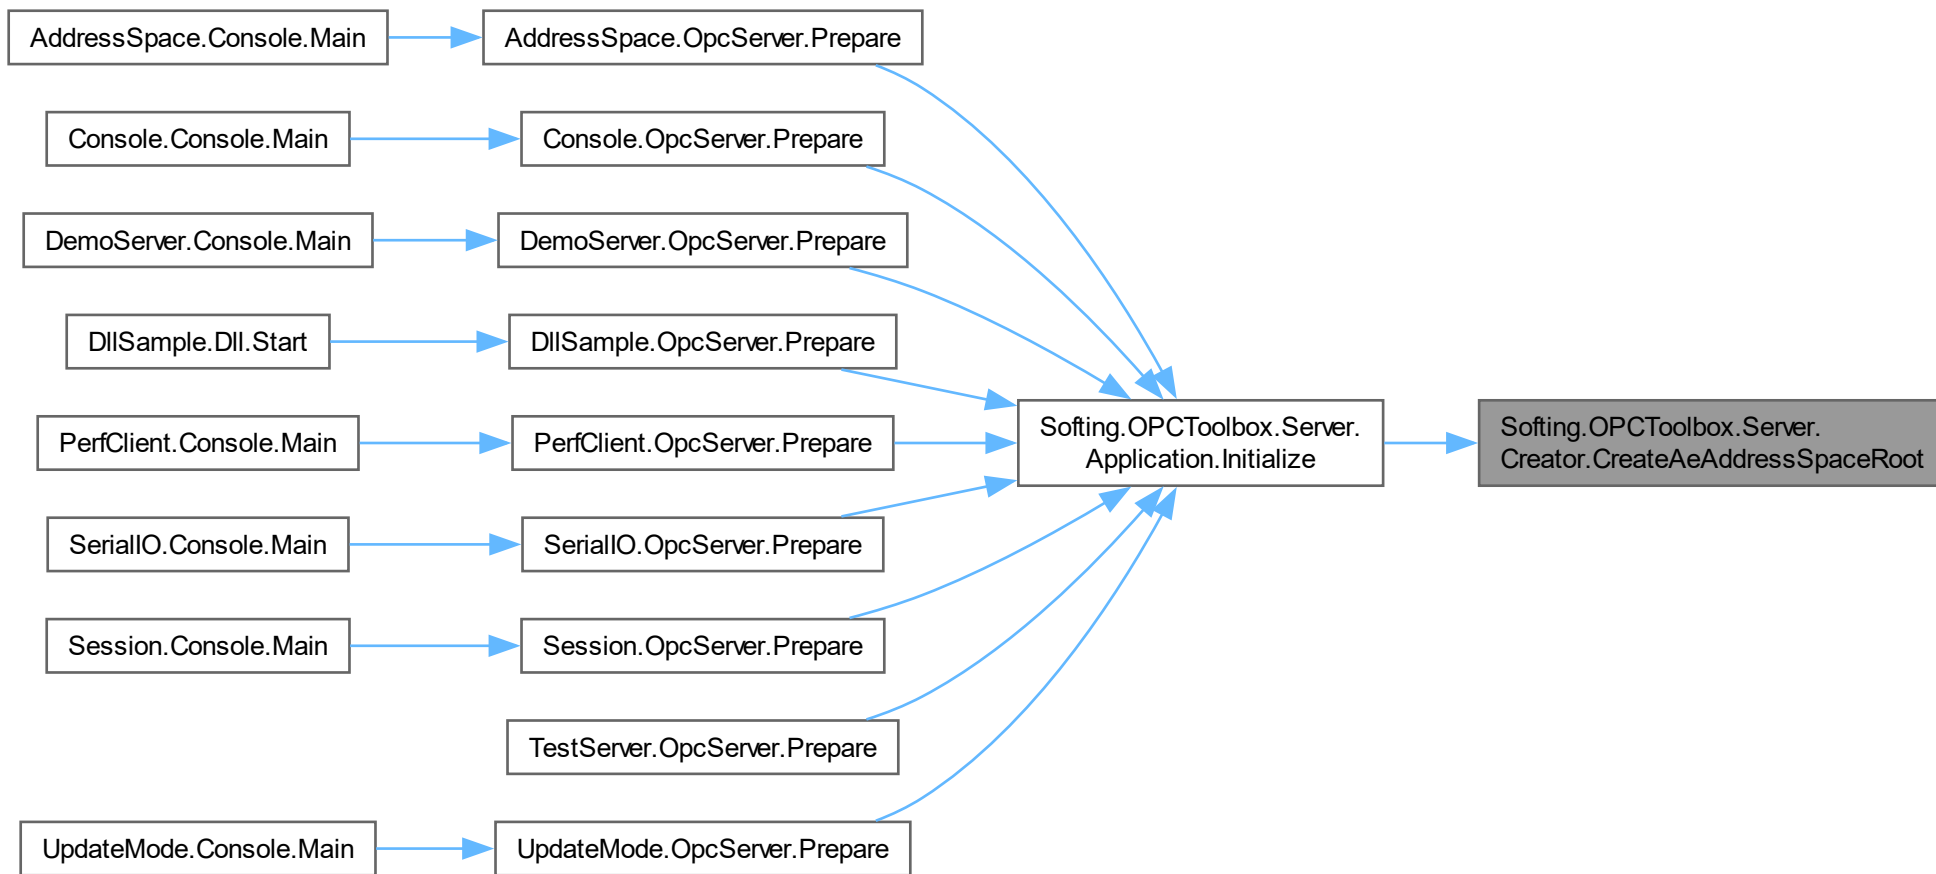 AddressSpace.Console.Main
AddressSpace.OpcServer.Prepare
Console.Console.Main
Console.OpcServer.Prepare
DemoServer.Console.Main
DemoServer.OpcServer.Prepare
DllSample.Dll.Start
DllSample.OpcServer.Prepare
PerfClient.Console.Main
PerfClient.OpcServer.Prepare
Softing.OPCToolbox.Server.
Application.Initialize
Softing.OPCToolbox.Server.
Creator.CreateAeAddressSpaceRoot
SerialIO.Console.Main
SerialIO.OpcServer.Prepare
Session.Console.Main
Session.OpcServer.Prepare
TestServer.OpcServer.Prepare
UpdateMode.Console.Main
UpdateMode.OpcServer.Prepare